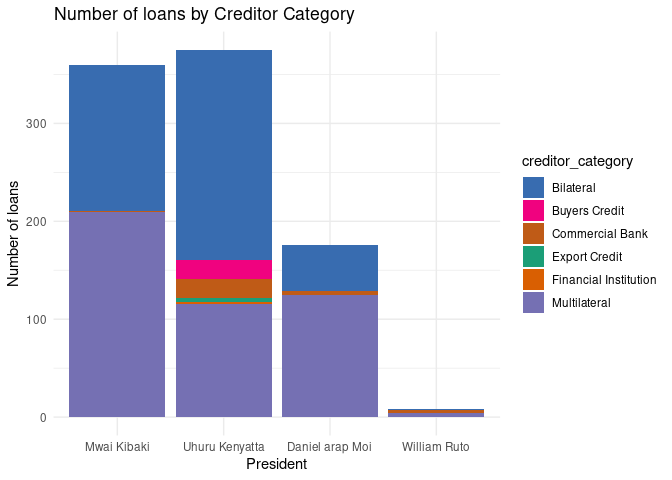 Number of loans by Creditor Category
Number of loans
300
200
100
0
Mwai Kibaki
Uhuru Kenyatta
Daniel arap Moi
William Ruto
President
creditor_category
Bilateral
Buyers Credit
Commercial Bank
Export Credit
Financial Institution
Multilateral